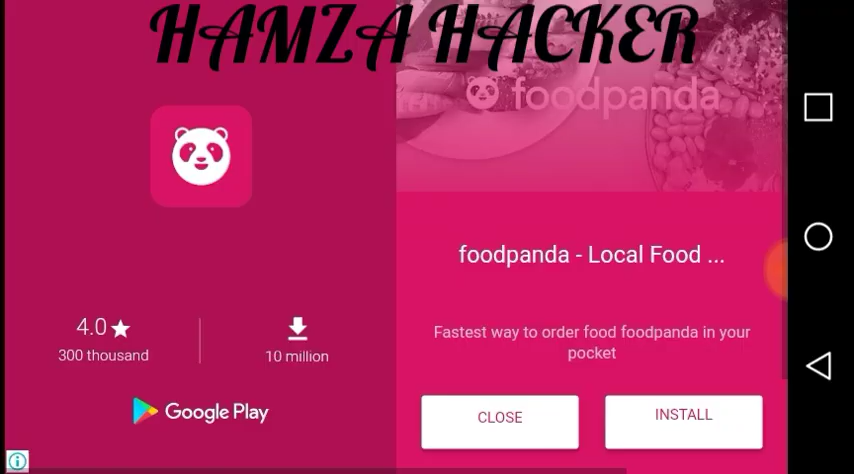 HAMZA HACKER
foodpanda
foodpanda - Local Food ...
4.0
300 thousand
10 million
Fastest way to order food foodpanda in your
pocket
Google Play
CLOSE
INSTALL